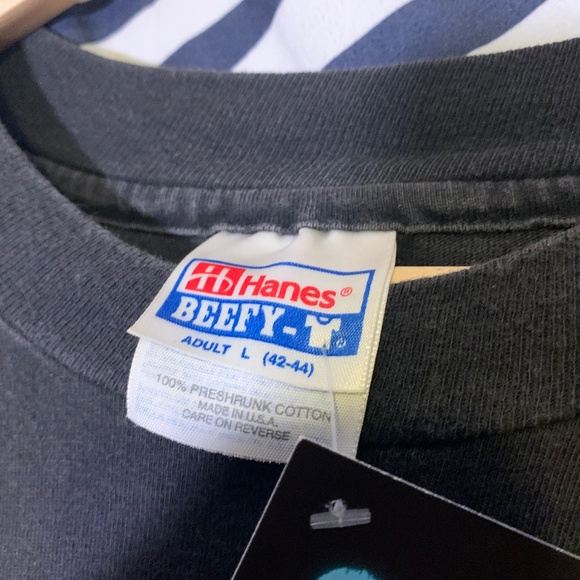 Hanes®
BEEFY-T®
ADULT L (42-44)
100% PRESHRUNK COTTON
MADE IN U.S.A.
CARE ON REVERSE